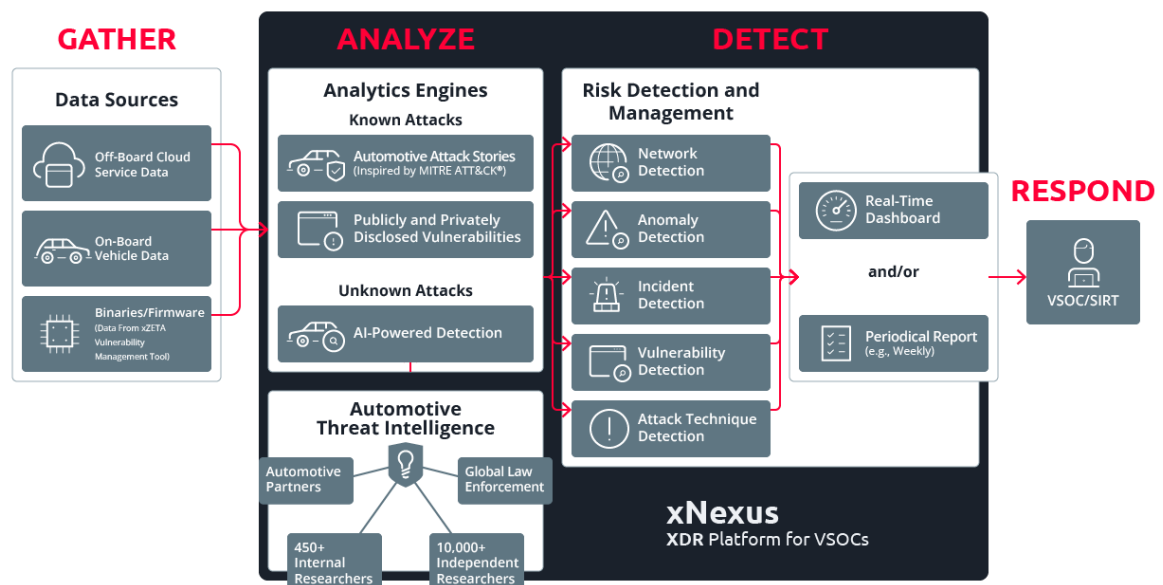 GATHER
Data Sources
Off-Board Cloud
Service Data
On-Board
Vehicle Data
Binaries/Firmware
(Data From xZETA
Vulnerability
Management Tool)
ANALYZE
Analytics Engines
Known Attacks
Automotive Attack Stories
(Inspired by MITRE ATT&CK®)
Publicly and Privately
Disclosed Vulnerabilities
Unknown Attacks
AI-Powered Detection
Automotive
Threat Intelligence
Automotive
Partners
Global Law
Enforcement
450+
Internal
Researchers
10,000+
Independent
Researchers
DETECT
Risk Detection and
Management
Network
Detection
Anomaly
Detection
Incident
Detection
Vulnerability
Detection
Attack Technique
Detection
Real-Time
Dashboard
and/or
Periodical Report
(e.g., Weekly)
RESPOND
VSOC/SIRT
xNexus
XDR Platform for VSOCs